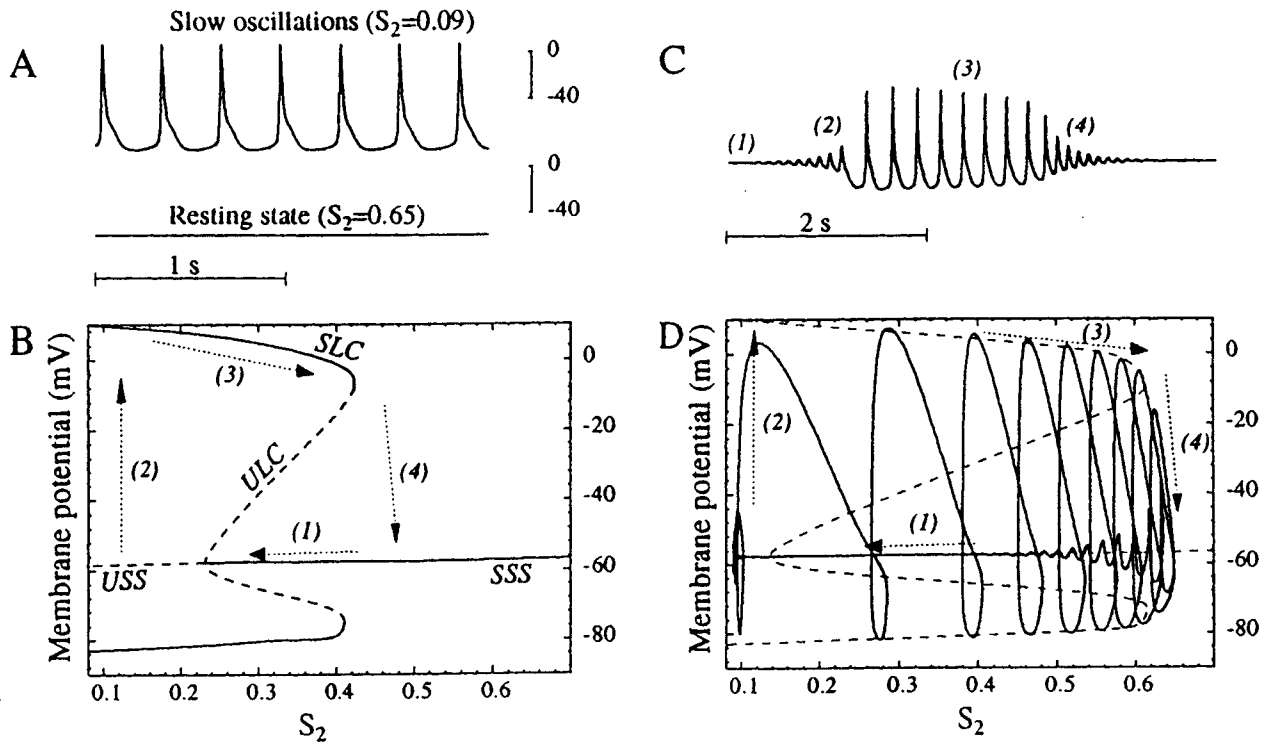 A
Slow oscillations (S2=0.09)
0
-40
0
-40
Resting state (S2=0.65)
1 s
B
Membrane potential (mV)
SLC
(3)
ULC
(2)
(4)
(1)
USS
SSS
0
-20
-40
-60
-80
0.1
0.2
0.3
0.4
0.5
0.6
S2
C
(1)
(2)
(3)
(4)
2 s
D
Membrane potential (mV)
(3)
(2)
(4)
(1)
0
-20
-40
-60
-80
0.1
0.2
0.3
0.4
0.5
0.6
S2